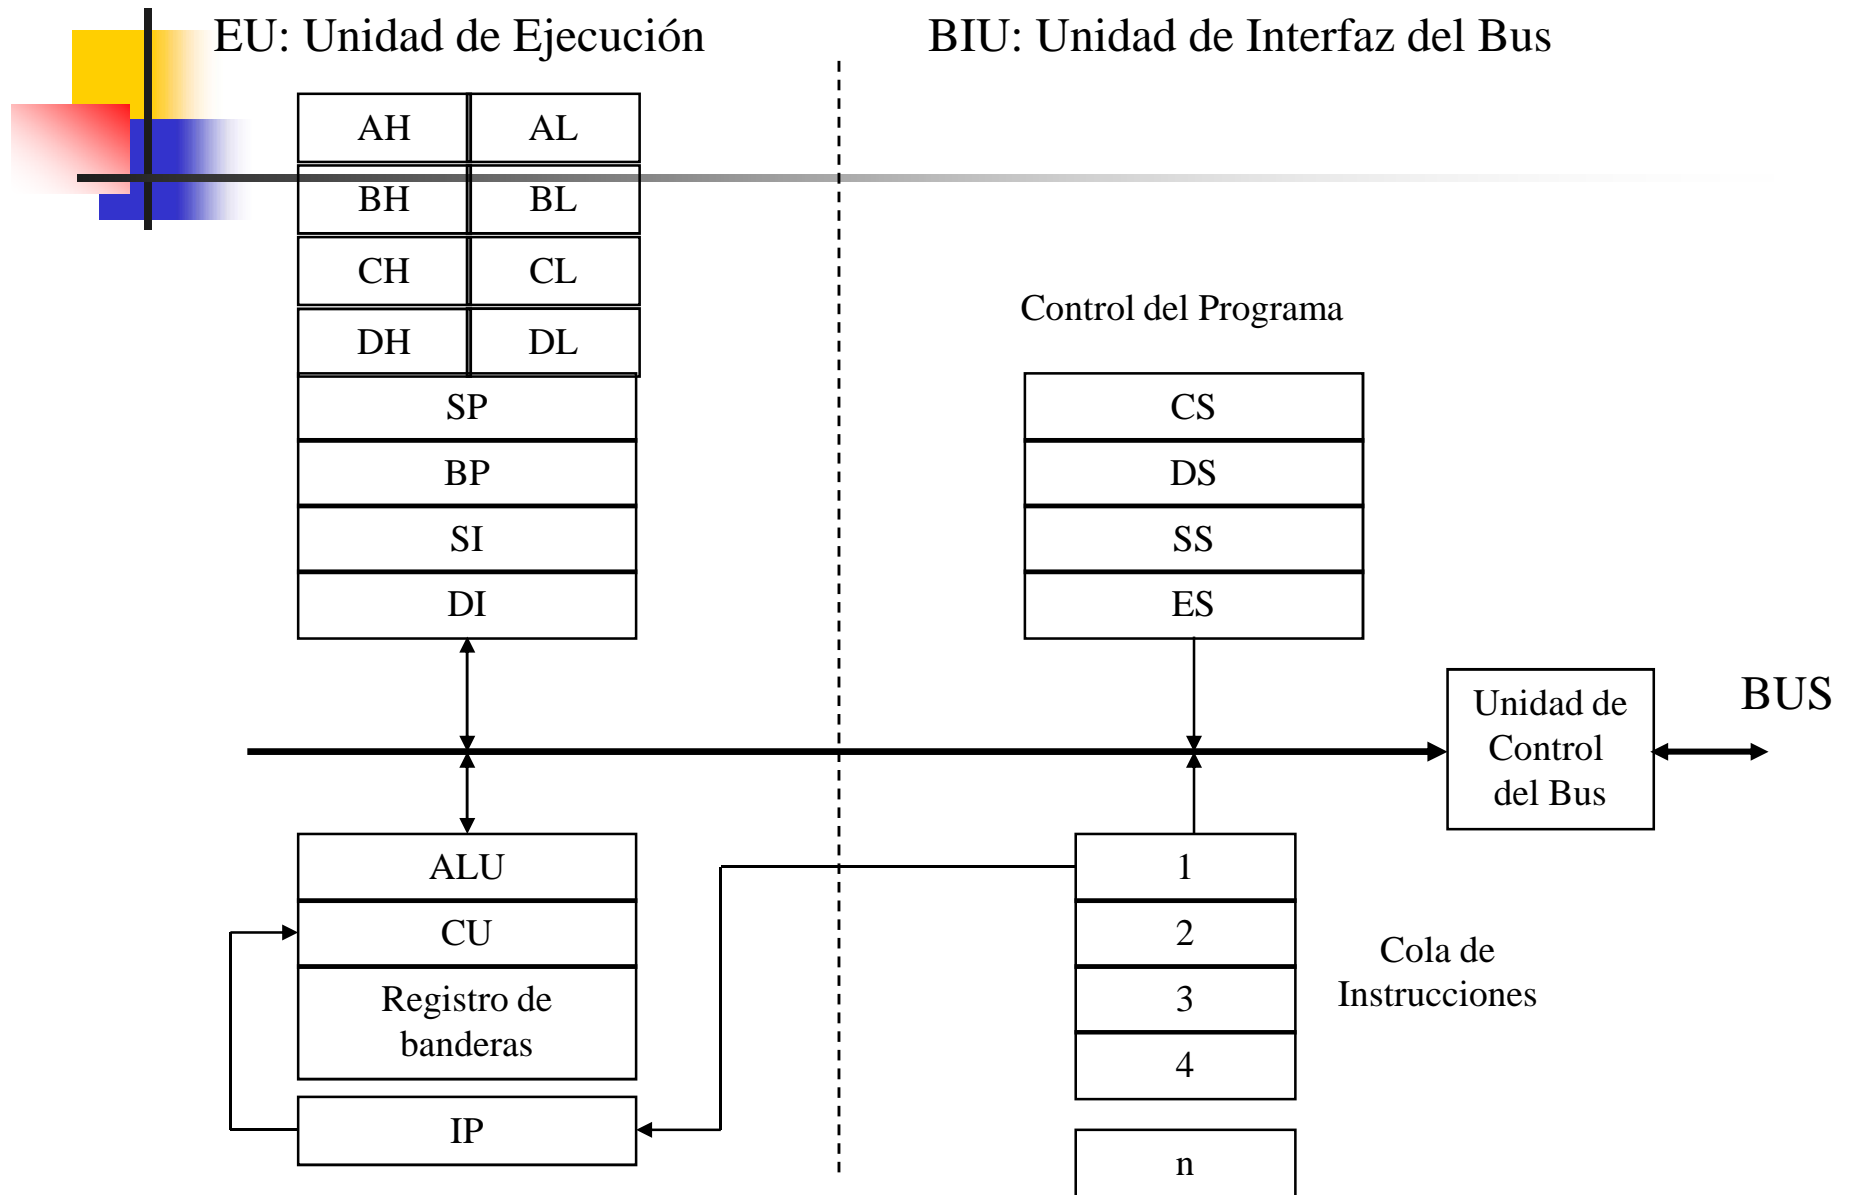 EU: Unidad de Ejecución
BIU: Unidad de Interfaz del Bus
AH
AL
BH
BL
CH
CL
DH
DL
SP
BP
SI
DI
Control del Programa
CS
DS
SS
ES
Unidad de
Control
del Bus
BUS
ALU
CU
Registro de
banderas
IP
1
2
3
4
n
Cola de
Instrucciones